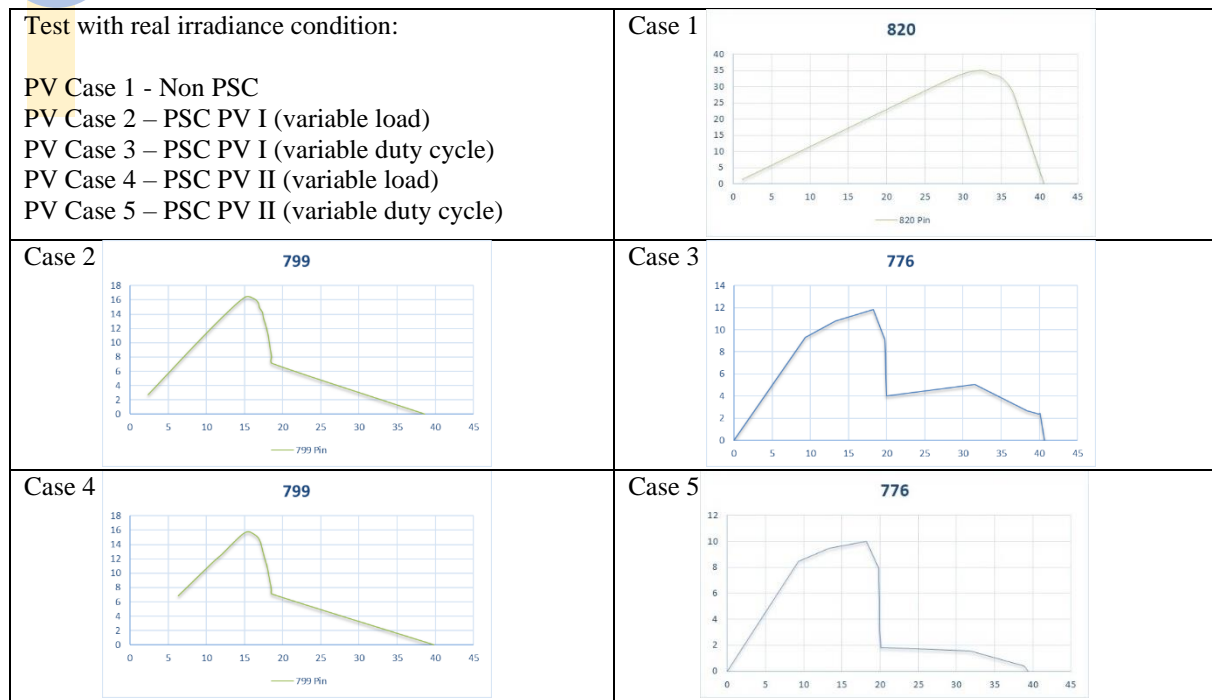 Test with real irradiance condition:
PV Case 1 - Non PSC
PV Case 2 – PSC PV I (variable load)
PV Case 3 – PSC PV I (variable duty cycle)
PV Case 4 – PSC PV II (variable load)
PV Case 5 – PSC PV II (variable duty cycle)
Case 1
820
40
35
30
25
20
15
10
5
0
0 5 10 15 20 25 30 35 40 45
820 Pin
Case 2
799
18
16
14
12
10
8
6
4
2
0
0 5 10 15 20 25 30 35 40 45
799 Pin
Case 3
776
14
12
10
8
6
4
2
0
0 5 10 15 20 25 30 35 40 45
Case 4
799
18
16
14
12
10
8
6
4
2
0
0 5 10 15 20 25 30 35 40 45
799 Pin
Case 5
776
12
10
8
6
4
2
0
0 5 10 15 20 25 30 35 40 45